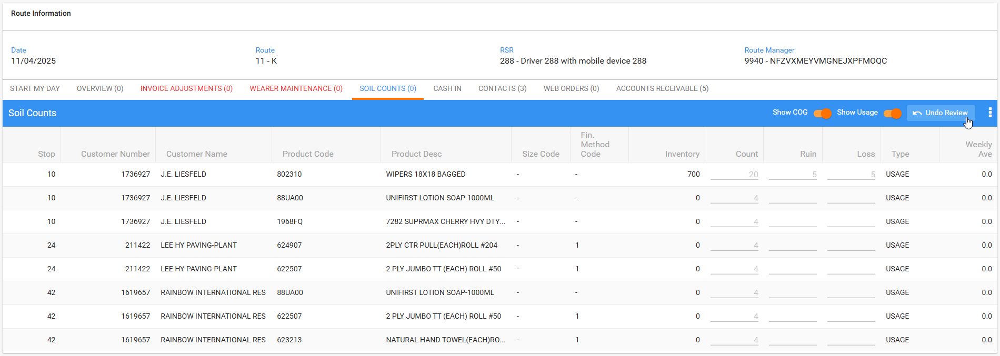 Route Information
Date Route RSR Route Manager
11/04/2025 11 - K 288 - Driver 288 with mobile device 288 9940 - NFZVXMEYVMGNEJXPFMOQC
START MY DAY OVERVIEW (0) INVOICE ADJUSTMENTS (0) WEARER MAINTENANCE (0) SOIL COUNTS (0) CASH IN CONTACTS (3) WEB ORDERS (0) ACCOUNTS RECEIVABLE (5)
Soil Counts Show COG Show Usage Undo Review
Stop Customer Number Customer Name Product Code Product Desc Size Code Fin. Method Code Inventory Count Ruin Loss Type Weekly Ave
10 1736927 J.E. LIESFELD 802310 WIPERS 18X18 BAGGED - - 700 20 5 5 USAGE 0.0
10 1736927 J.E. LIESFELD 88UA00 UNIFIRST LOTION SOAP-1000ML - - 0 4 USAGE 0.0
10 1736927 J.E. LIESFELD 1968FQ 7282 SUPRMAX CHERRY HVY DTY... - - 0 4 USAGE 0.0
24 211422 LEE HY PAVING-PLANT 624907 2PLY CTR PULL(EACH)ROLL #204 - 1 0 4 USAGE 0.0
24 211422 LEE HY PAVING-PLANT 622507 2 PLY JUMBO TT (EACH) ROLL #50 - 1 0 4 USAGE 0.0
42 1619657 RAINBOW INTERNATIONAL RES 88UA00 UNIFIRST LOTION SOAP-1000ML - - 0 4 USAGE 0.0
42 1619657 RAINBOW INTERNATIONAL RES 622507 2 PLY JUMBO TT (EACH) ROLL #50 - 1 0 4 USAGE 0.0
42 1619657 RAINBOW INTERNATIONAL RES 623213 NATURAL HAND TOWEL(EACH)RO... - 1 0 4 USAGE 0.0